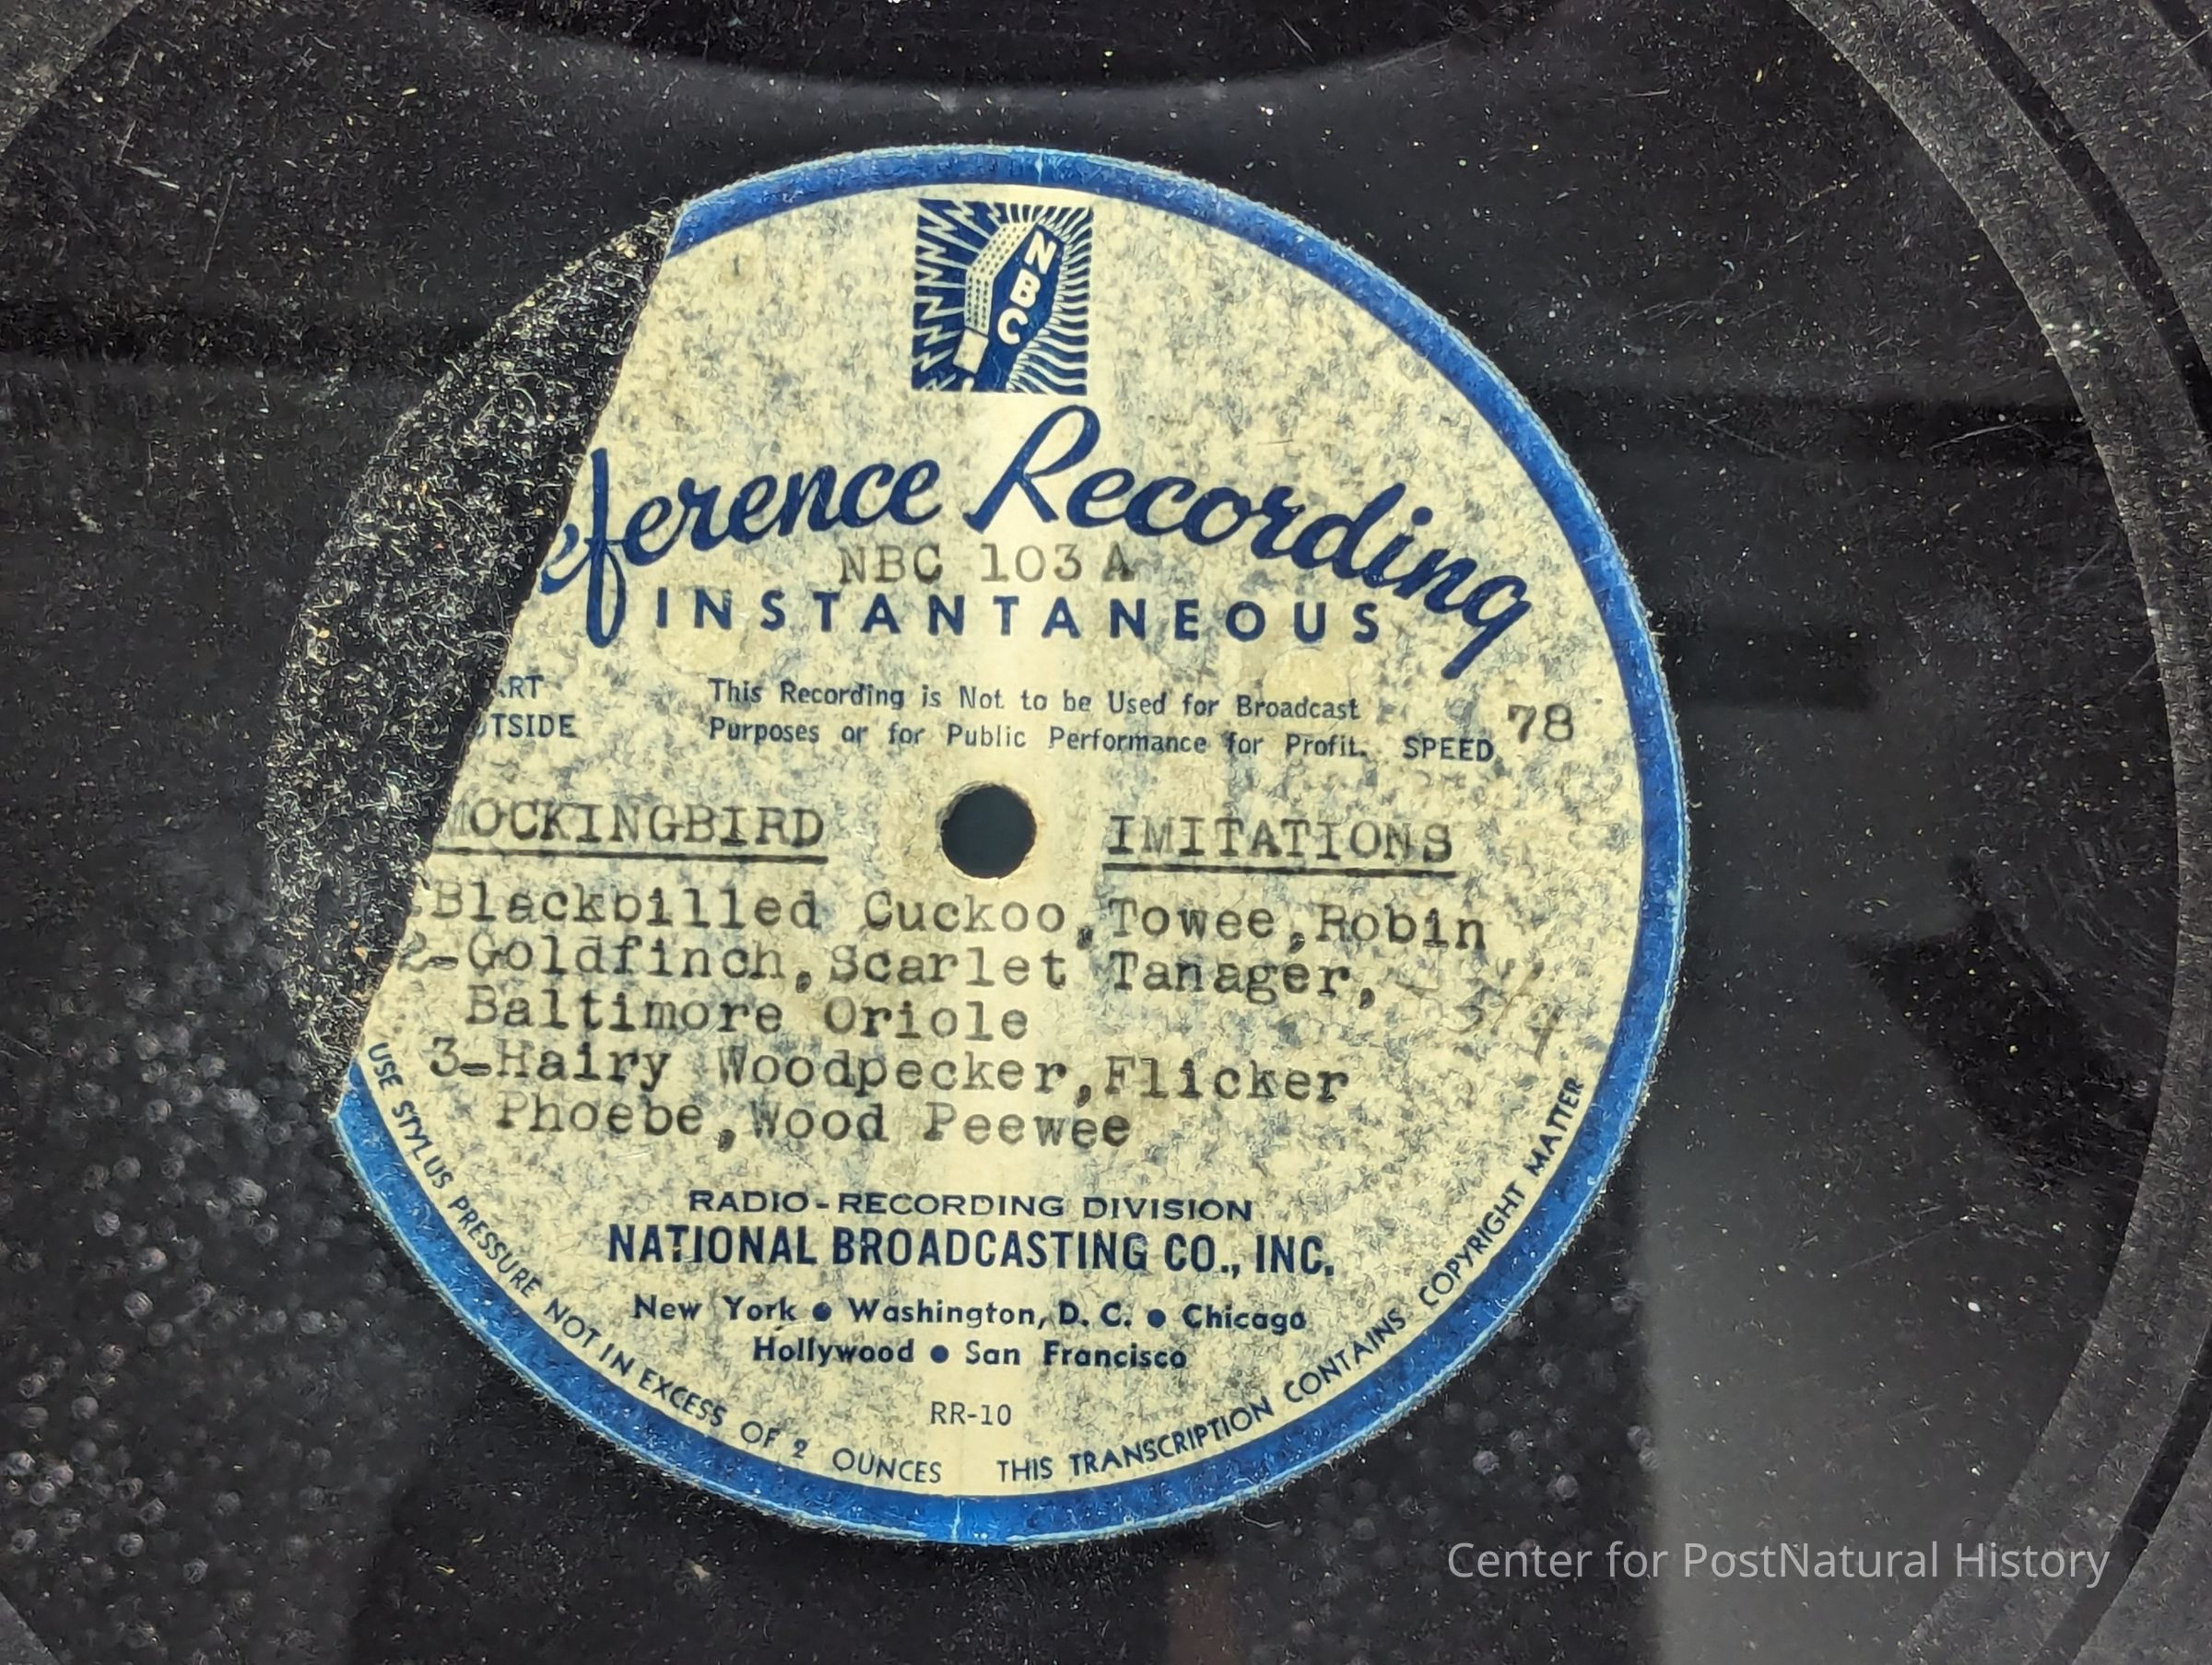 NBC
eference Recording
NBC 103 A
INSTANTANEOUS
ART
UTSIDE
This Recording is Not to be Used for Broadcast
Purposes or for Public Performance for Profit. SPEED 78
MOCKINGBIRD IMITATIONS
Blackbilled Cuckoo,Towee,Robin
2-Goldfinch,Scarlet Tanager,
Baltimore Oriole
3-Hairy Woodpecker,Flicker
Phoebe,Wood Peewee
RADIO-RECORDING DIVISION
NATIONAL BROADCASTING CO., INC.
New York • Washington, D. C. • Chicago
Hollywood • San Francisco
RR-10
USE STYLUS PRESSURE NOT IN EXCESS OF 2 OUNCES
THIS TRANSCRIPTION CONTAINS COPYRIGHT MATTER
Center for PostNatural History